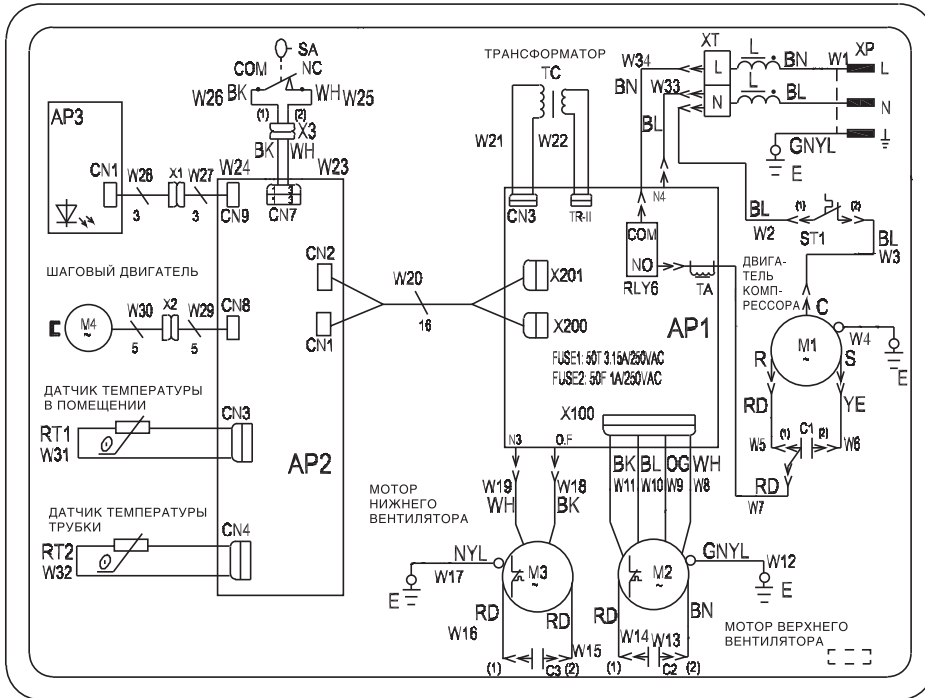 SA
COM NC
W26 BK WH W25
(1) (2)
X3
BK WH
W24 W23
CN7
AP3
CN1 W28 X1 W27
3 3 CN9
ТРАНСФОРМАТОР
TC
W21 W22
CN3 TR-II
W34
BN
W33
BL
N4
XT
L
N
L BN W1 XP
L
L BL
N
GNYL
E
BL (1) (2)
W2 ST1 BL
W3
COM
NO
RLY6 TA
ДВИГА-
ТЕЛЬ
КОМП-
РЕССОРА
C
M1
~
W4
E
R S
RD YE
W5 (1) C1 (2) W6
RD
W7
CN2
CN1
W20
16
X201
X200
AP1
FUSE1: 50T 3.15A/250VAC
FUSE2: 50F 1A/250VAC
X100
N3 O.F
ШАГОВЫЙ ДВИГАТЕЛЬ
M4
~
W30 X2 W29 CN8
5 5
ДАТЧИК ТЕМПЕРАТУРЫ
В ПОМЕЩЕНИИ
RT1
W31
CN3
AP2
ДАТЧИК ТЕМПЕРАТУРЫ
ТРУБКИ
RT2
W32
CN4
BK BL OG WH
W11 W10 W9 W8
W19 W18
WH BK
МОТОР
НИЖНЕГО
ВЕНТИЛЯТОРА
NYL
W17
E
M3
~
RD RD
W16 W15
(1) C3 (2)
M2
~
GNYL
W12
E
RD BN
W14 W13
(1) C2 (2)
МОТОР ВЕРХНЕГО
ВЕНТИЛЯТОРА